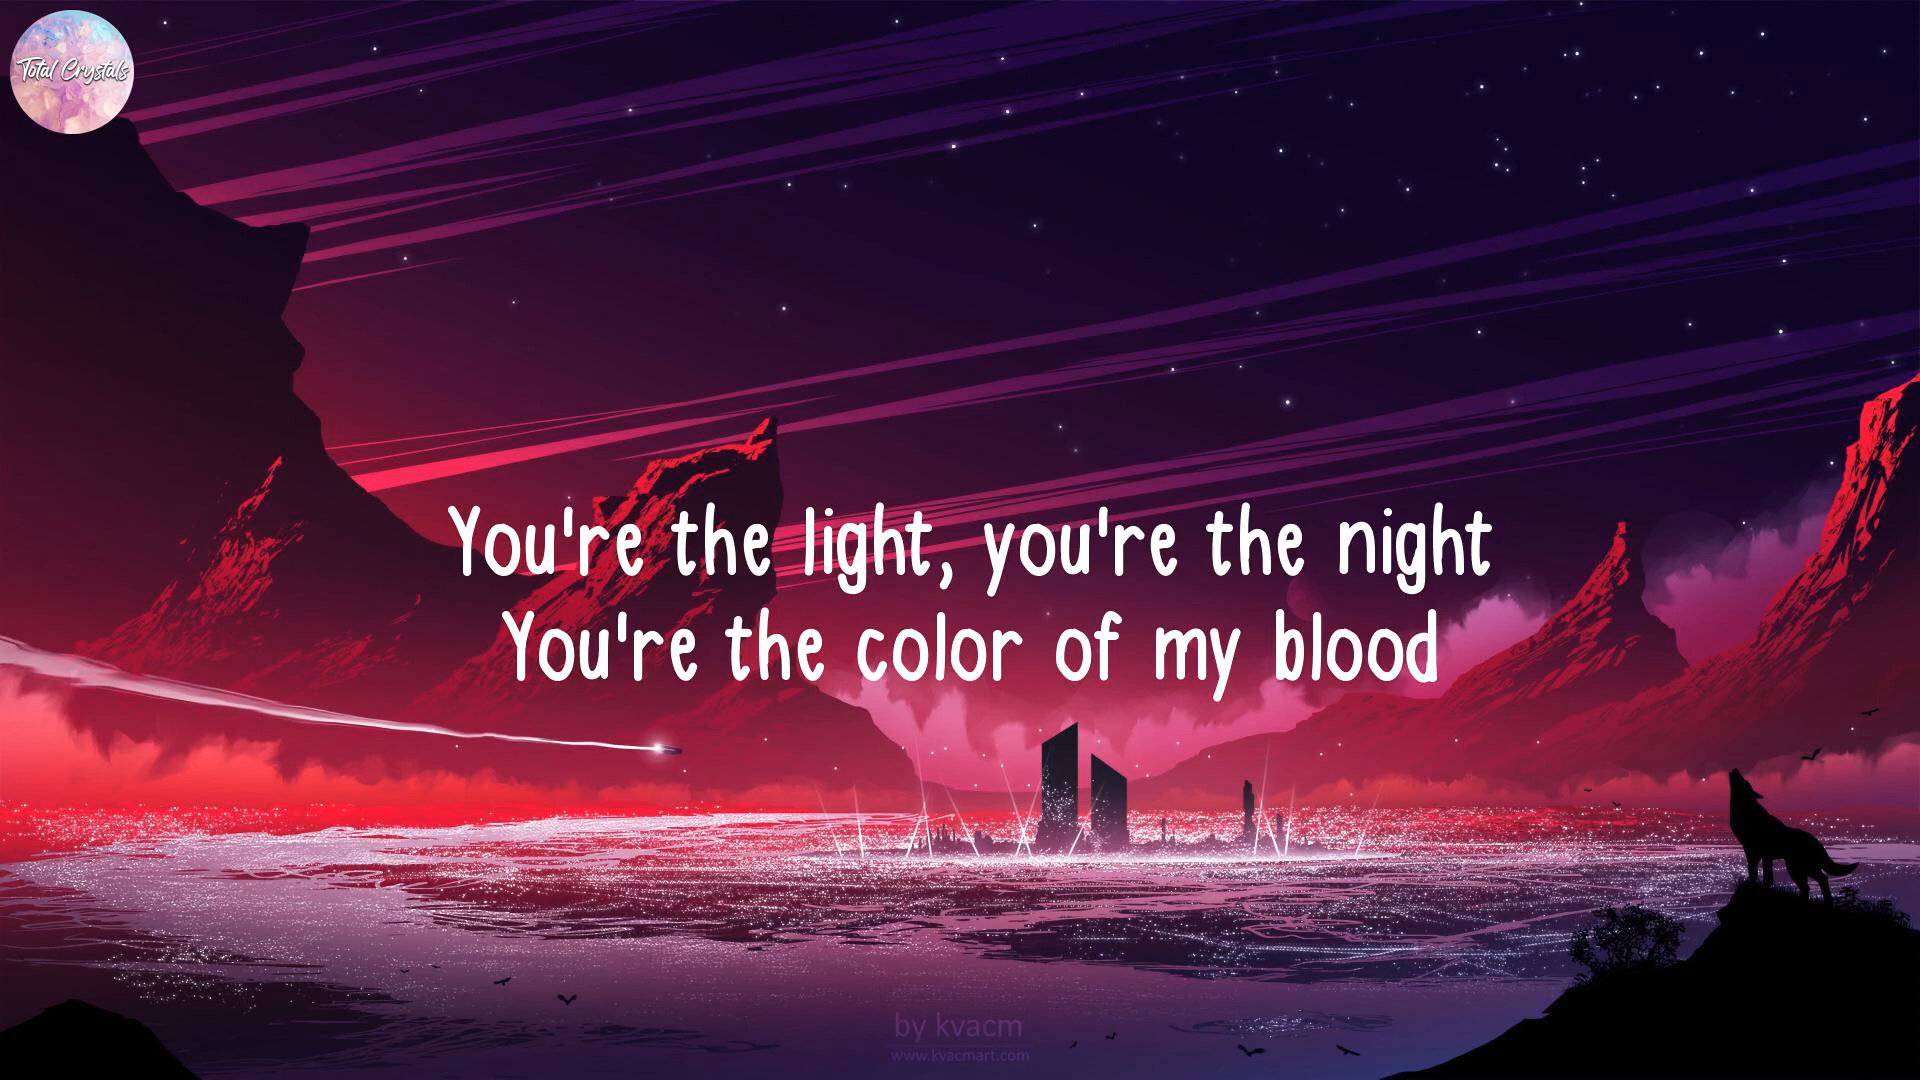 Total Crystals
You're the light, you're the night
You're the color of my blood
by kvacm
www.kvacmart.com